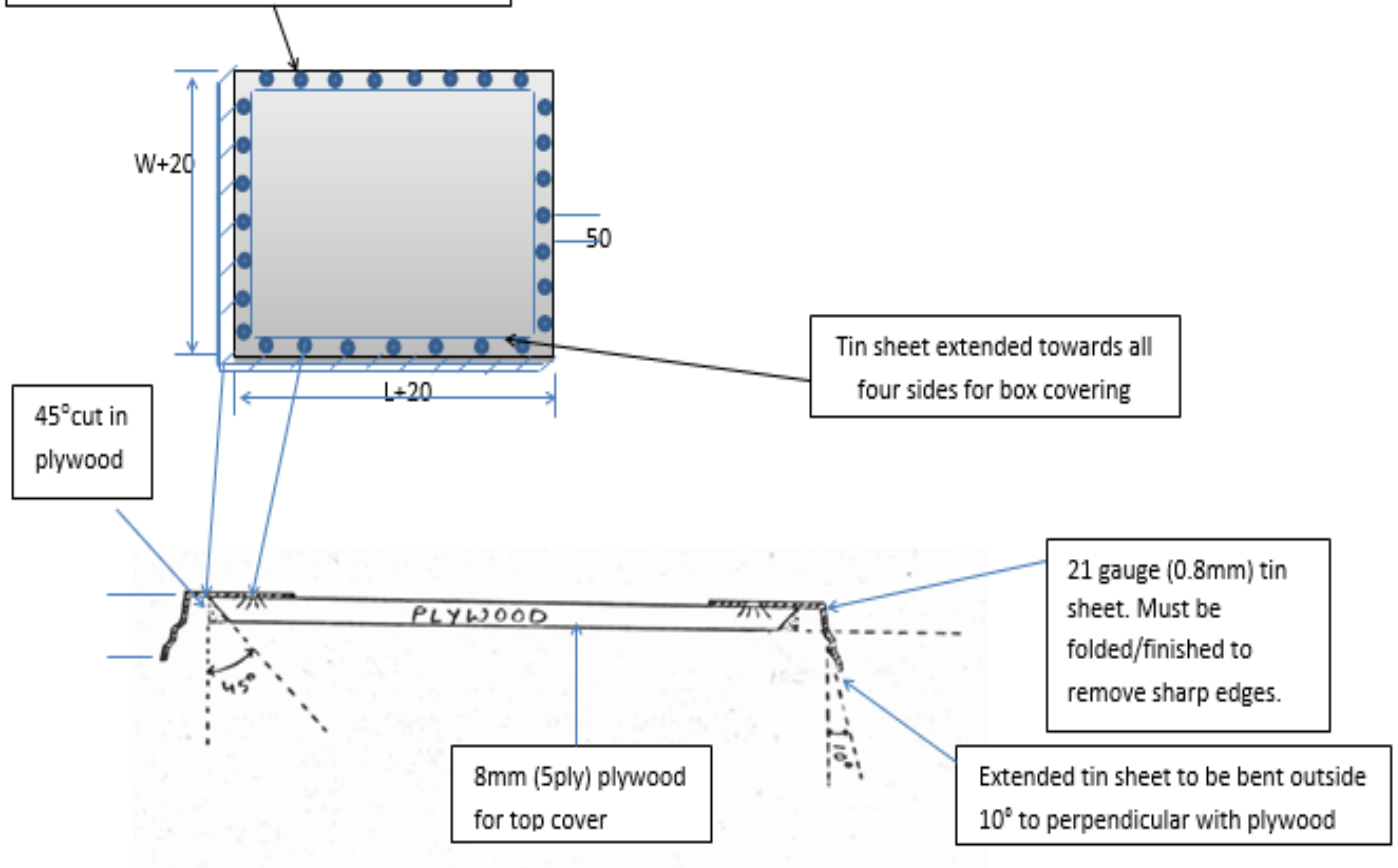 W+20
50
Tin sheet extended towards all
four sides for box covering
L+20
45°cut in
plywood
21 gauge (0.8mm) tin
sheet. Must be
folded/finished to
remove sharp edges.
PLYWOOD
45°
10°
8mm (5ply) plywood
for top cover
Extended tin sheet to be bent outside
10° to perpendicular with plywood